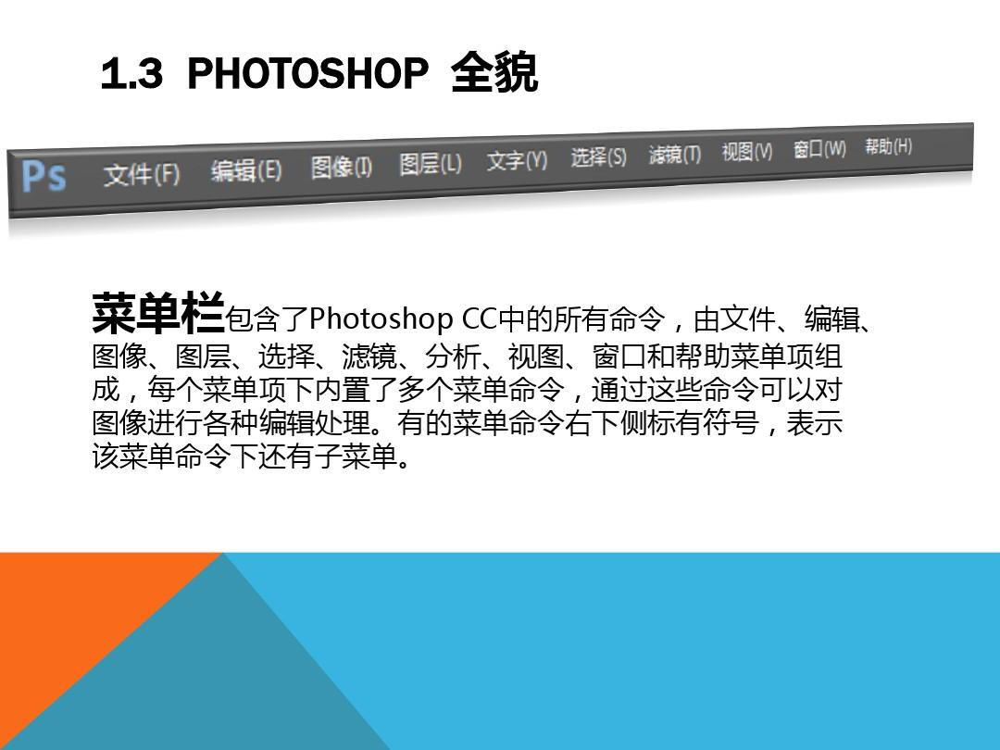 1.3 PHOTOSHOP 全貌
Ps 文件(F) 编辑(E) 图像(I) 图层(L) 文字(Y) 选择(S) 滤镜(T) 视图(V) 窗口(W) 帮助(H)
菜单栏包含了Photoshop CC中的所有命令，由文件、编辑、
图像、图层、选择、滤镜、分析、视图、窗口和帮助菜单项组
成，每个菜单项下内置了多个菜单命令，通过这些命令可以对
图像进行各种编辑处理。有的菜单命令右下侧标有符号，表示
该菜单命令下还有子菜单。